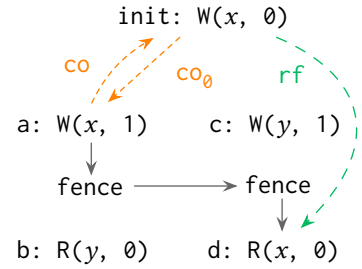 init: W(x, 0)
co
co₀
rf
a: W(x, 1)
c: W(y, 1)
fence
fence
b: R(y, 0)
d: R(x, 0)